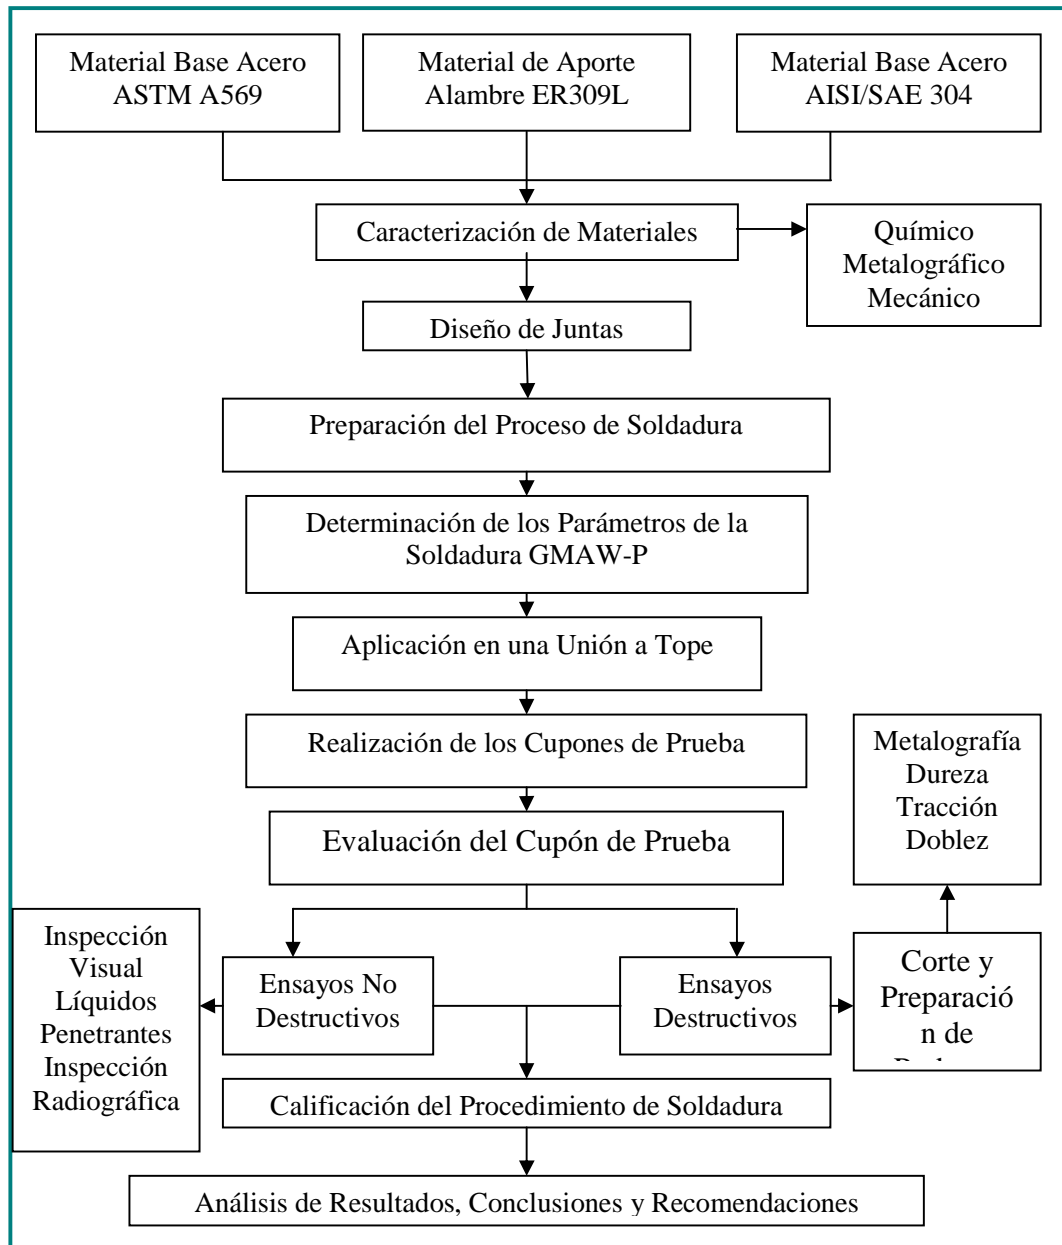 Material Base Acero
ASTM A569
Material de Aporte
Alambre ER309L
Material Base Acero
AISI/SAE 304
Caracterización de Materiales
Químico
Metalográfico
Mecánico
Diseño de Juntas
Preparación del Proceso de Soldadura
Determinación de los Parámetros de la
Soldadura GMAW-P
Aplicación en una Unión a Tope
Realización de los Cupones de Prueba
Evaluación del Cupón de Prueba
Metalografía
Dureza
Tracción
Doblez
Inspección
Visual
Líquidos
Penetrantes
Inspección
Radiográfica
Ensayos No
Destructivos
Ensayos
Destructivos
Corte y
Preparació
n de
Calificación del Procedimiento de Soldadura
Análisis de Resultados, Conclusiones y Recomendaciones